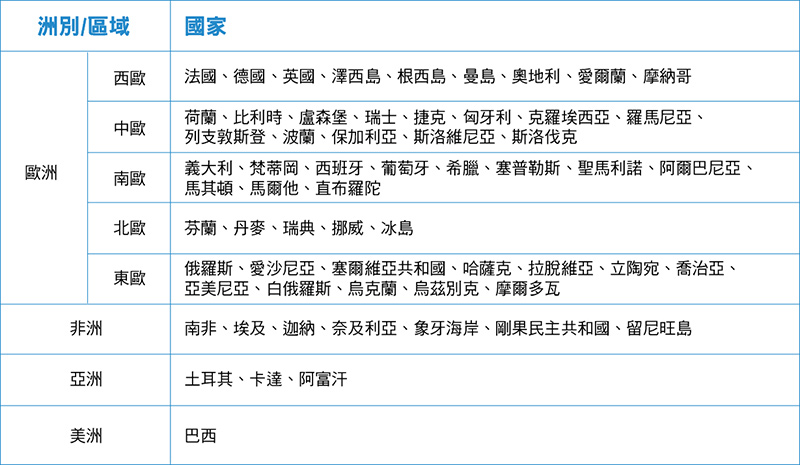 洲別/區域 國家
歐洲
西歐 法國、德國、英國、澤西島、根西島、曼島、奧地利、愛爾蘭、摩納哥
中歐 荷蘭、比利時、盧森堡、瑞士、捷克、匈牙利、克羅埃西亞、羅馬尼亞、
列支敦斯登、波蘭、保加利亞、斯洛維尼亞、斯洛伐克
南歐 義大利、梵蒂岡、西班牙、葡萄牙、希臘、塞普勒斯、聖馬利諾、阿爾巴尼亞、
馬其頓、馬爾他、直布羅陀
北歐 芬蘭、丹麥、瑞典、挪威、冰島
東歐 俄羅斯、愛沙尼亞、塞爾維亞共和國、哈薩克、拉脫維亞、立陶宛、喬治亞、
亞美尼亞、白俄羅斯、烏克蘭、烏茲別克、摩爾多瓦
非洲 南非、埃及、迦納、奈及利亞、象牙海岸、剛果民主共和國、留尼旺島
亞洲 土耳其、卡達、阿富汗
美洲 巴西